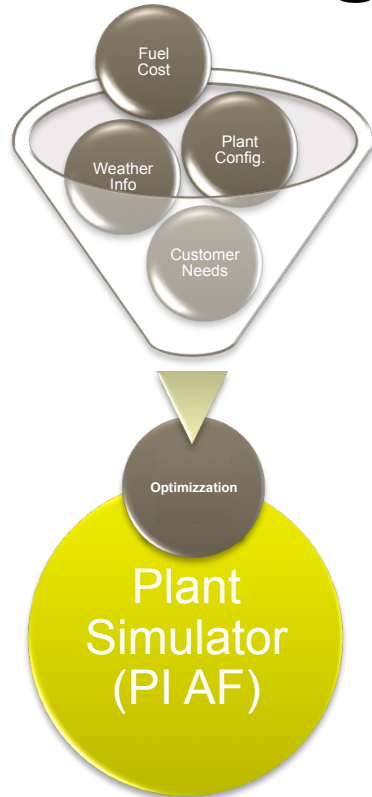 Fuel
Cost
Plant
Config.
Weather
Info
Customer
Needs
Optimizzation
Plant
Simulator
(PI AF)